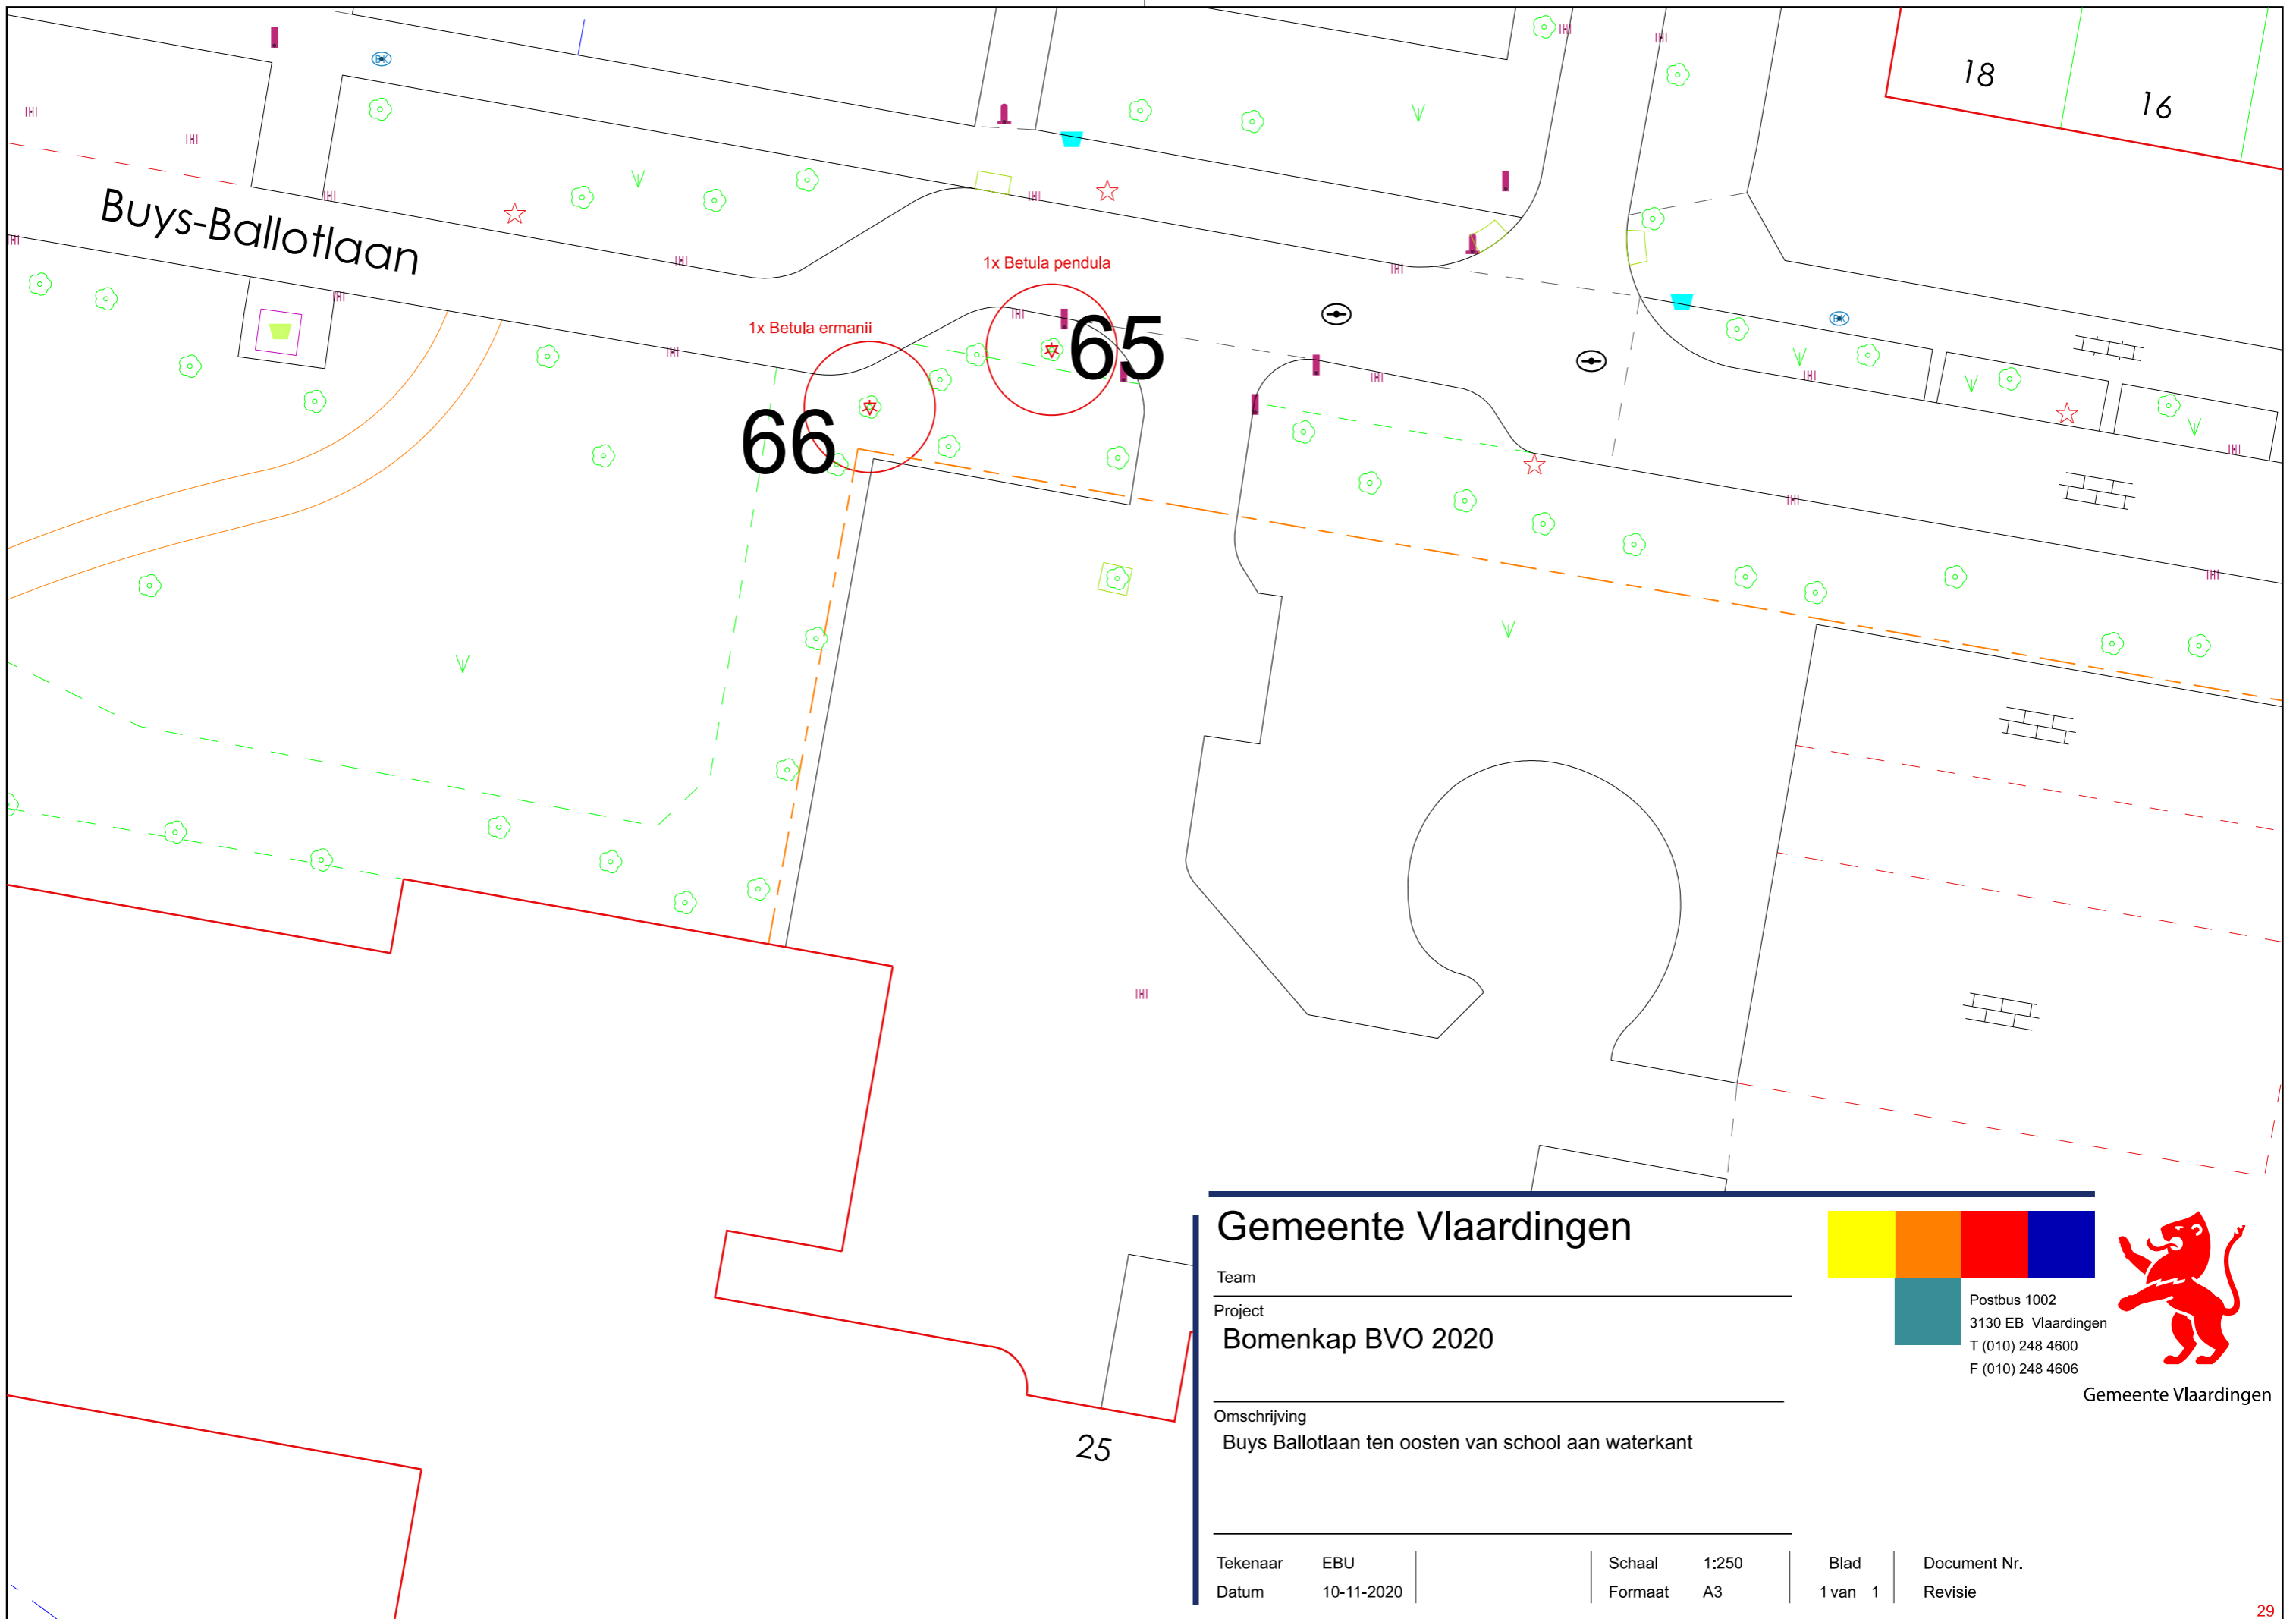 18
16
Buys-Ballotlaan
1x Betula pendula
65
1x Betula ermanii
66
25
Gemeente Vlaardingen
Team
Project
Bomenkap BVO 2020
Omschrijving
Buys Ballotlaan ten oosten van school aan waterkant
Postbus 1002
3130 EB Vlaardingen
T (010) 248 4600
F (010) 248 4606
Gemeente Vlaardingen
Tekenaar EBU Schaal 1:250 Blad Document Nr.
Datum 10-11-2020 Formaat A3 1 van 1 Revisie
29